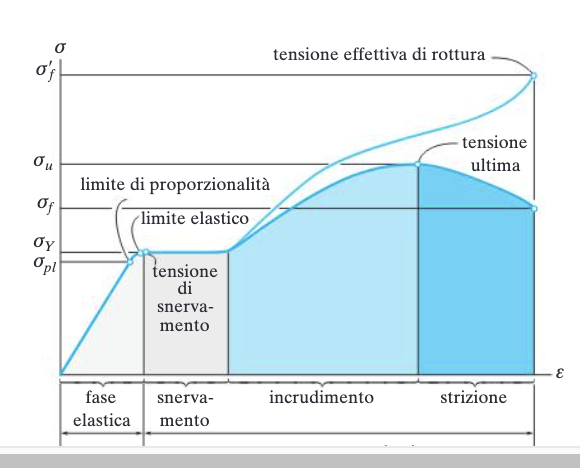 σ
tensione effettiva di rottura
σ′f
tensione
ultima
σu
limite di proporzionalità
σf
limite elastico
σY
σpl
tensione
di
snerva-
mento
ε
fase
elastica
snerva-
mento
incrudimento
strizione